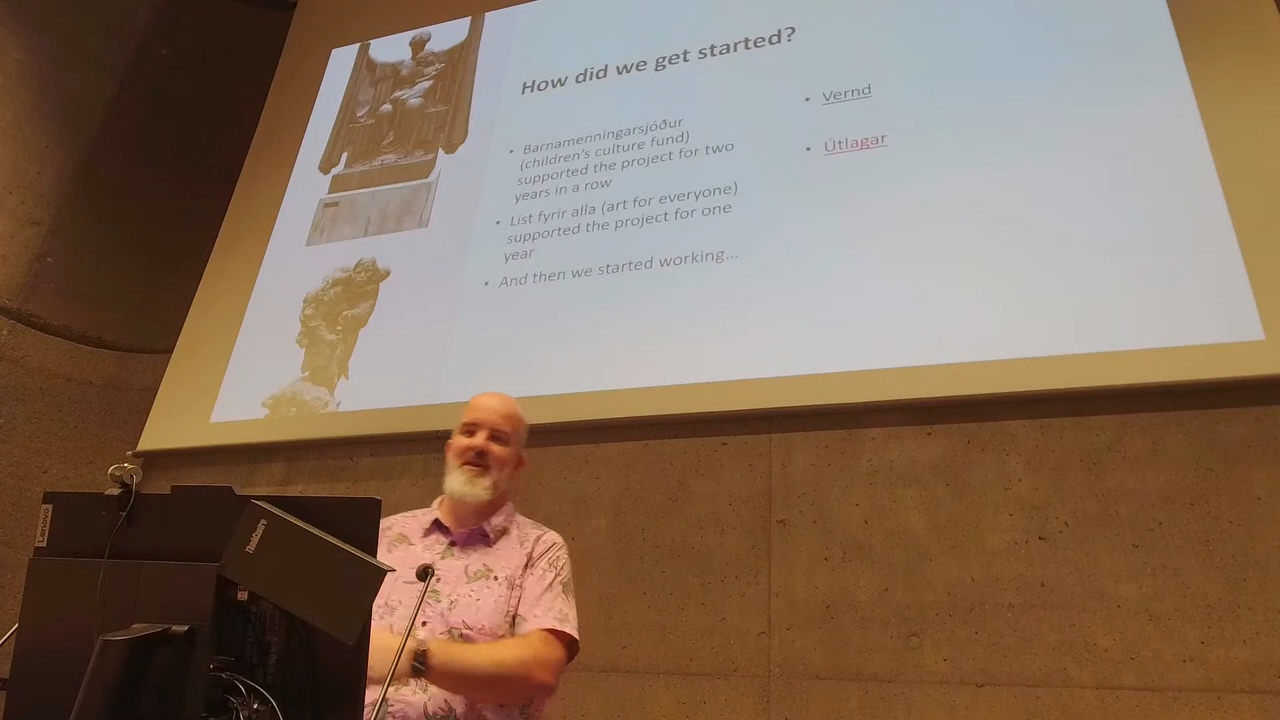 How did we get started?
• Barnamenningarsjóður
(children's culture fund)
supported the project for two
years in a row
• List fyrir alla (art for everyone)
supported the project for one
year
• And then we started working...
• Vernd
• Útlagar
Lenovo
ThinkCentre